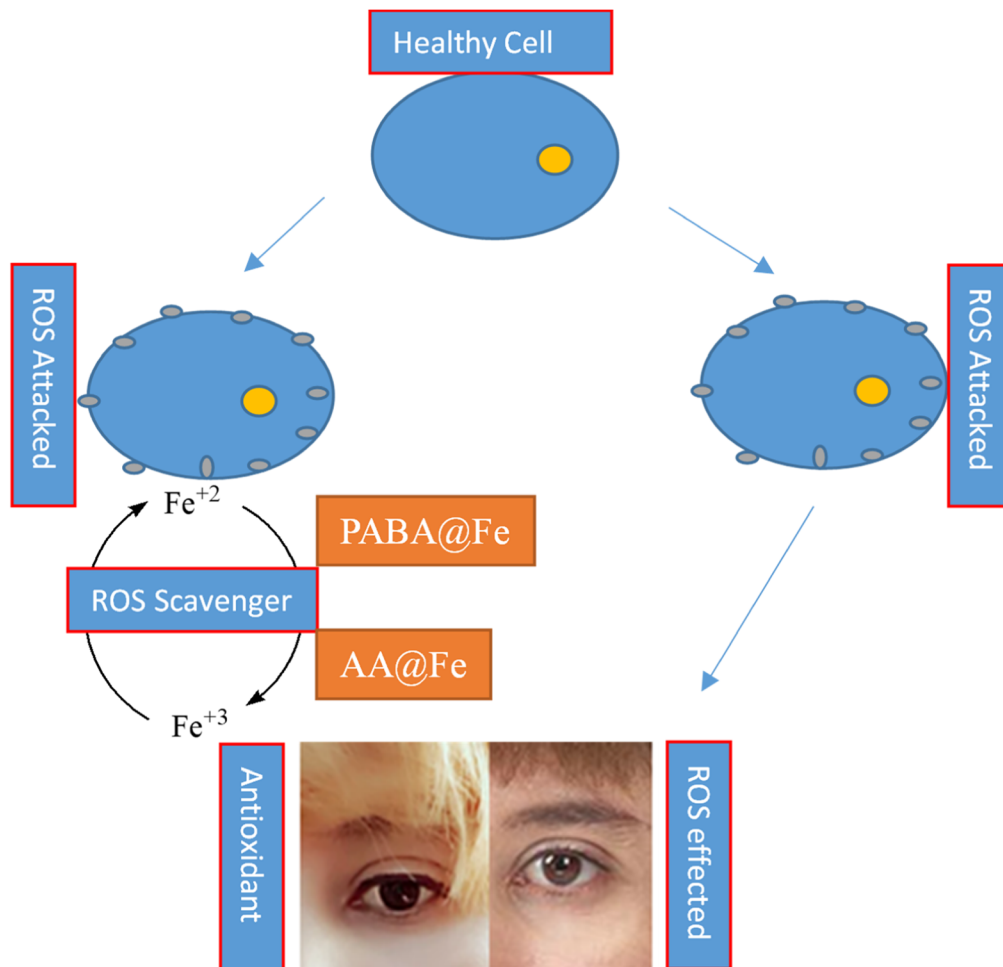 Healthy Cell
ROS Attacked
ROS Attacked
Fe⁺²
PABA@Fe
ROS Scavenger
AA@Fe
Fe⁺³
Antioxidant
ROS effected